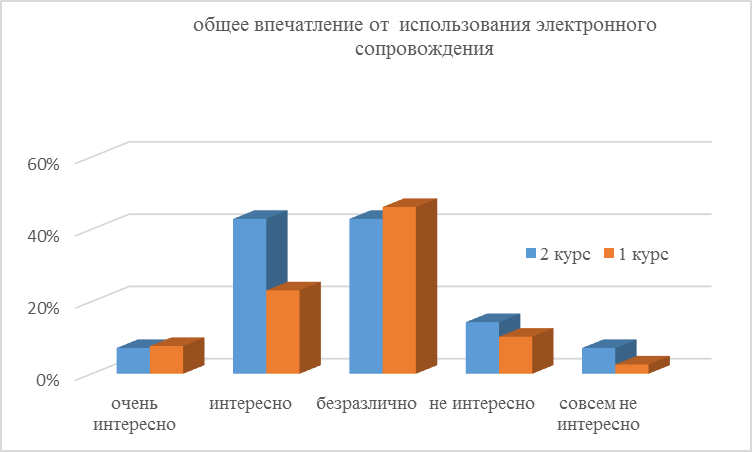 общее впечатление от использования электронного
сопровождения
60%
40%
20%
0%
2 курс 1 курс
очень
интересно
интересно
безразлично
не интересно
совсем не
интересно